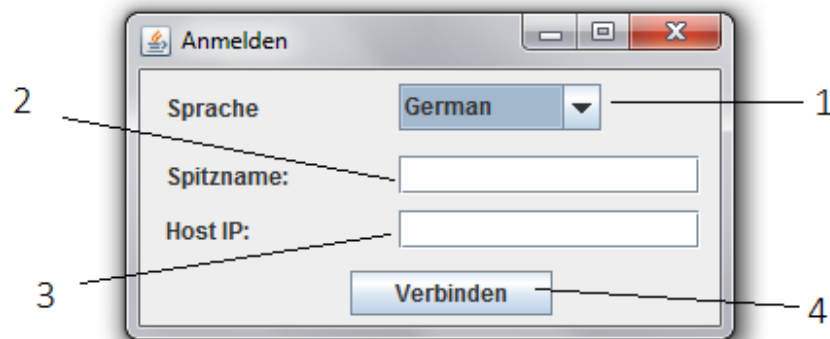 Anmelden
2
Sprache
German
1
Spitzname:
Host IP:
3
Verbinden
4